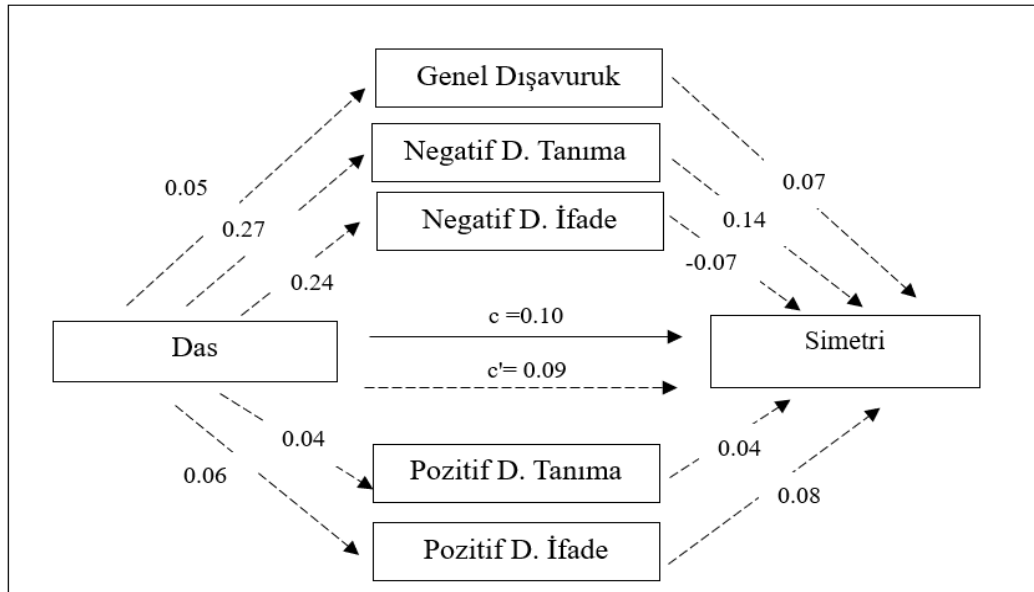 Genel Dışavuruk
Negatif D. Tanıma
Negatif D. İfade
0.05
0.27
0.24
0.07
0.14
-0.07
Das
c =0.10
c'= 0.09
Simetri
0.04
0.06
Pozitif D. Tanıma
Pozitif D. İfade
0.04
0.08